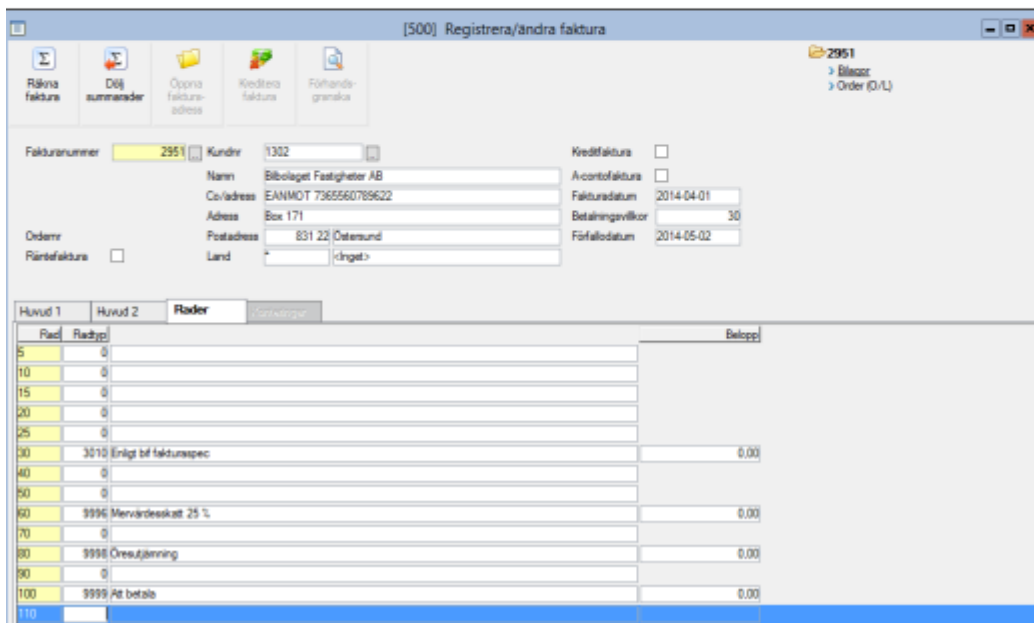 [500] Registrera/ändra faktura
Räkna faktura
Dölj summarader
Öppna faktura-adress
Kreditera faktura
Förhands-granska
2951
Bilagor
Order (O/L)
Fakturanummer 2951 Kundnr 1302 Kreditfaktura
Namn Bilbolaget Fastigheter AB A-contofaktura
Co/adress EANMOT 7365560789622 Fakturadatum 2014-04-01
Adress Box 171 Betalningsvillkor 30
Ordernr Postadress 831 22 Östersund Förfallodatum 2014-05-02
Räntefaktura Land * <Inget>
Huvud 1 Huvud 2 Rader
Rad Radtyp Belopp
5 0
10 0
15 0
20 0
25 0
30 3010 Enligt bif fakturaspec 0,00
40 0
50 0
60 9996 Mervärdesskatt 25 % 0,00
70 0
80 9998 Öresutjämning 0,00
90 0
100 9999 Att betala 0,00
110